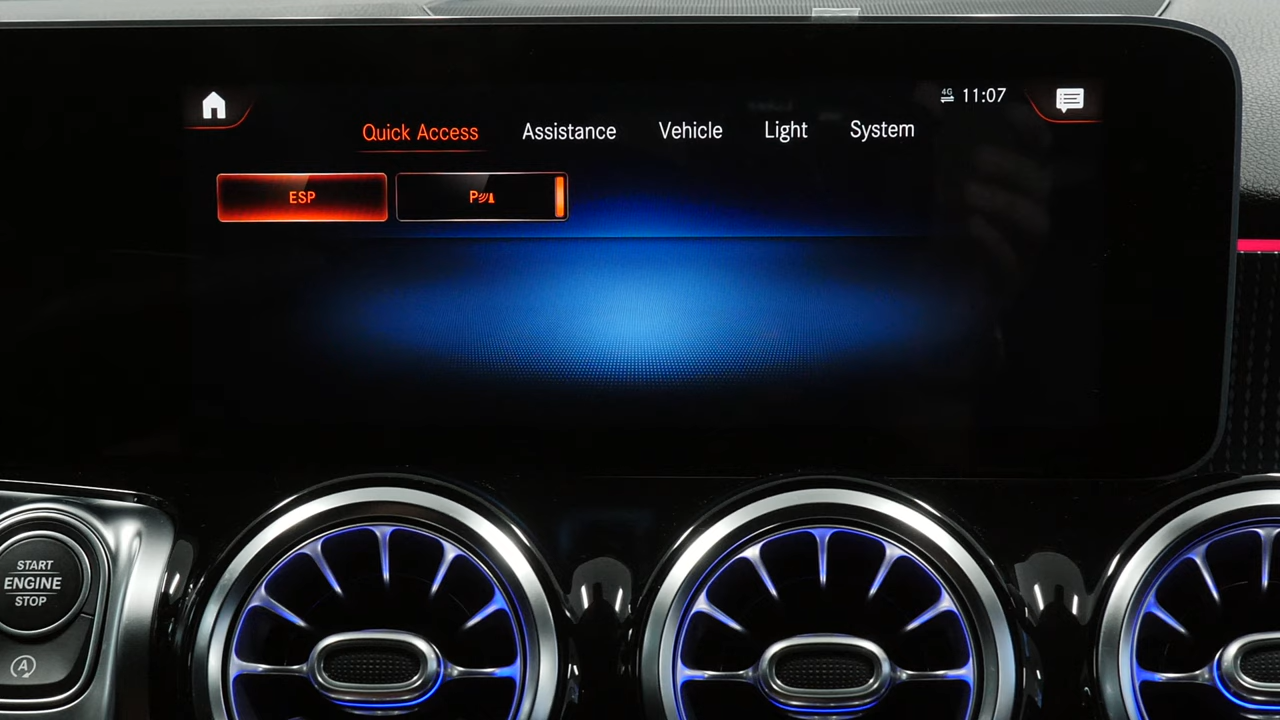 4G 11:07
Quick Access Assistance Vehicle Light System
ESP P
START
ENGINE
STOP
A